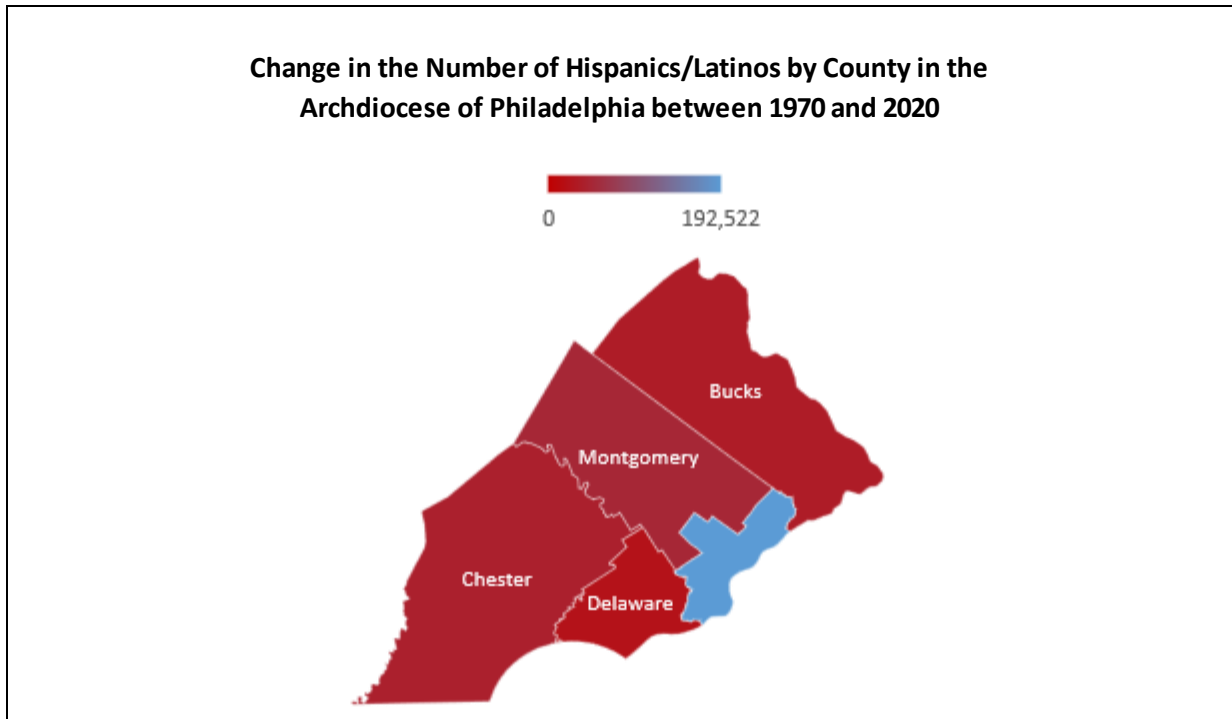 Change in the Number of Hispanics/Latinos by County in the
Archdiocese of Philadelphia between 1970 and 2020
0 192,522
Bucks
Montgomery
Chester
Delaware